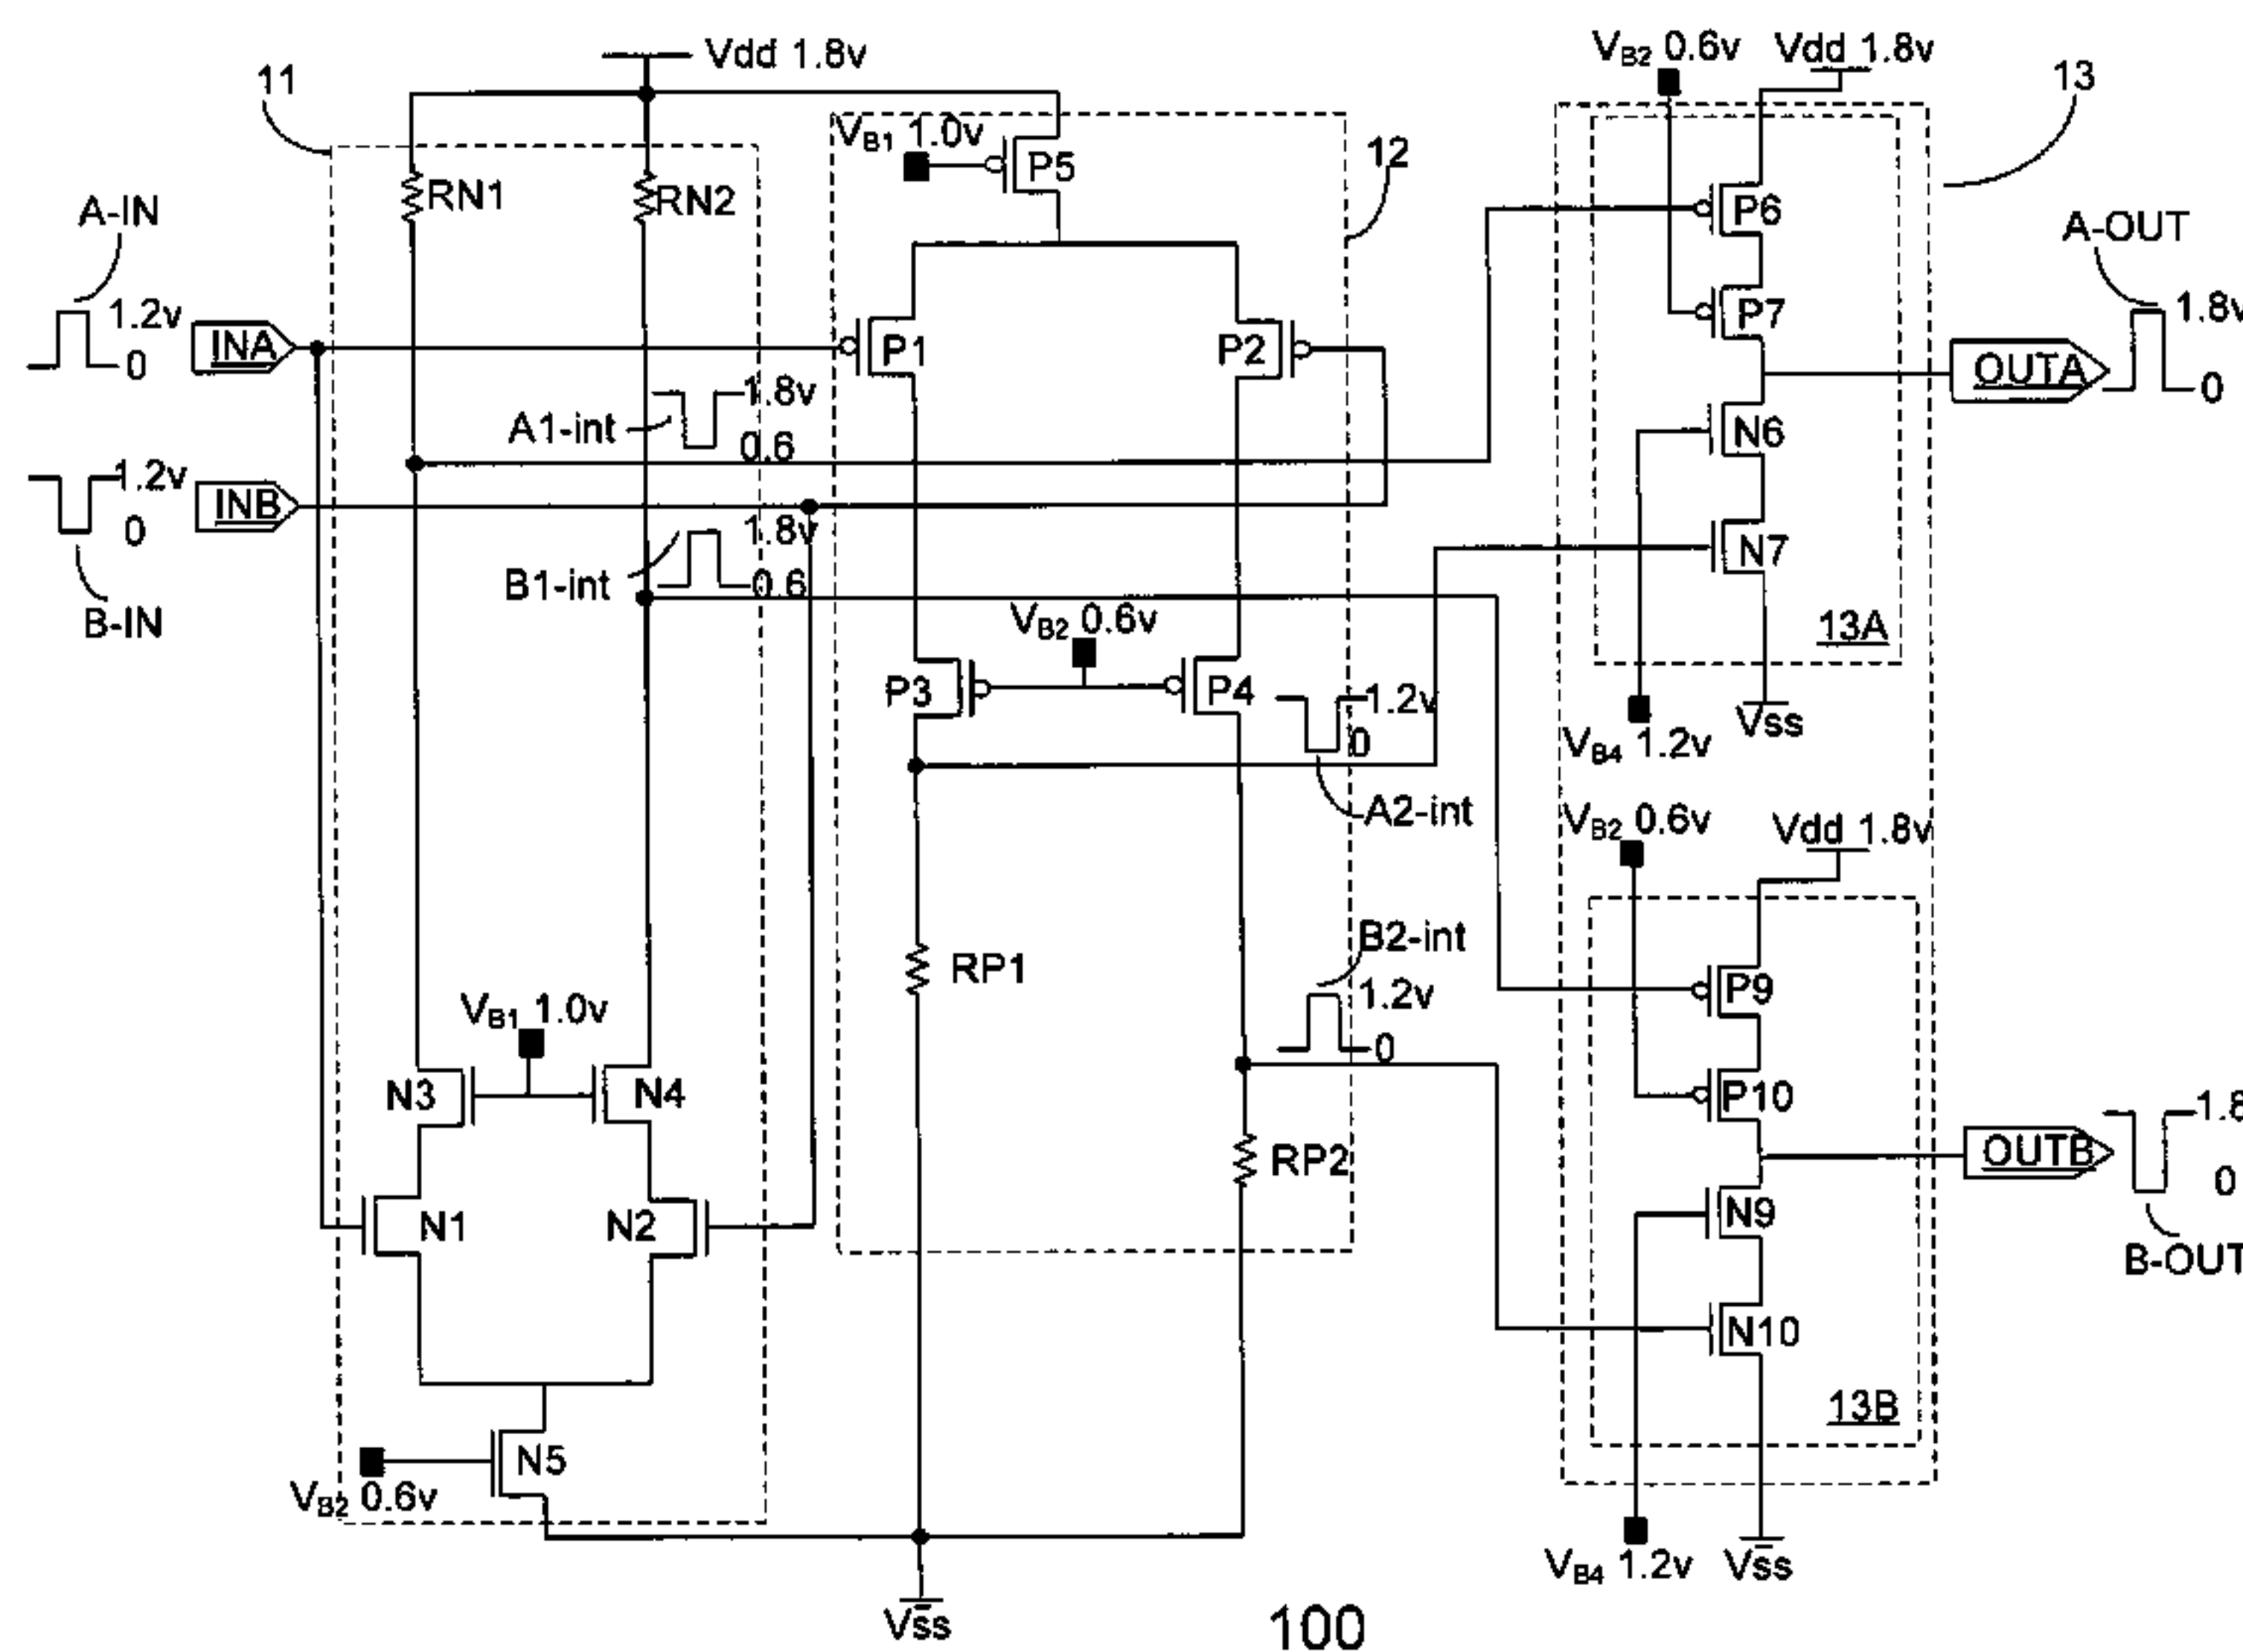 Vdd 1.8v
VB2 0.6v
Vdd 1.8v
11
13
VB1 1.0v
P5
12
RN1
RN2
P6
A-IN
A-OUT
1.2v
INA
0
P1
P2
P7
1.8v
OUTA
0
A1-int
1.8v
0.6
N6
1.2v
INB
0
1.8v
B1-int
0.6
N7
B-IN
VB2 0.6v
13A
P3
P4
1.2v
0
Vss
VB4 1.2v
A2-int
VB2 0.6v
Vdd 1.8v
B2-int
RP1
1.2v
0
P9
VB1 1.0v
N3
N4
P10
1.8
OUTB
0
RP2
N1
N2
N9
B-OUT
N10
13B
N5
VB2 0.6v
VB4 1.2v
Vss
Vss
100